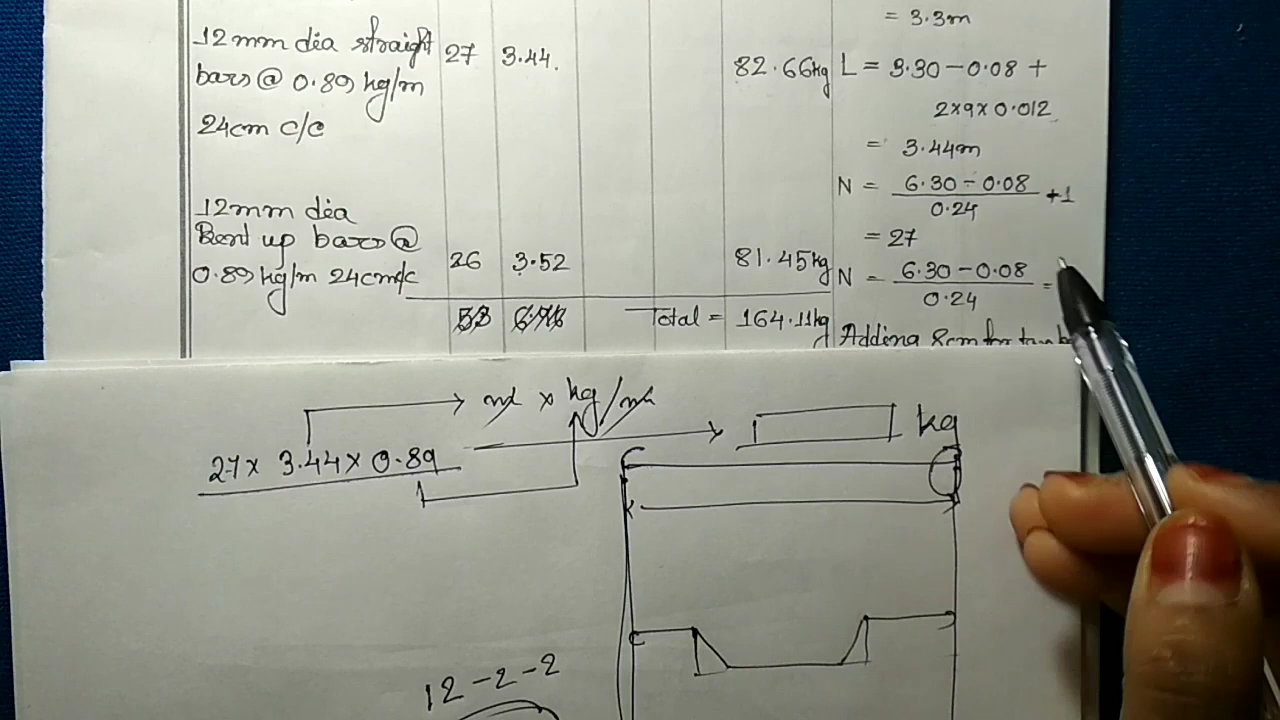 = 3.3m
12mm dia straight 27 3.44. 82.66kg L = 3.30-0.08 +
bars @ 0.89 kg/m
2x9x0.012
24cm c/c
= 3.44m
N = 6.30-0.08 / 0.24 +1
12mm dia
= 27
Bent up bars @
0.89 kg/m 24cm c/c 26 3.52 81.45kg N = 6.30-0.08 / 0.24 =
53 Total = 164.11kg
Adding 8cm for
m x kg/m
27 x 3.44 x 0.89 kg
12-2-2